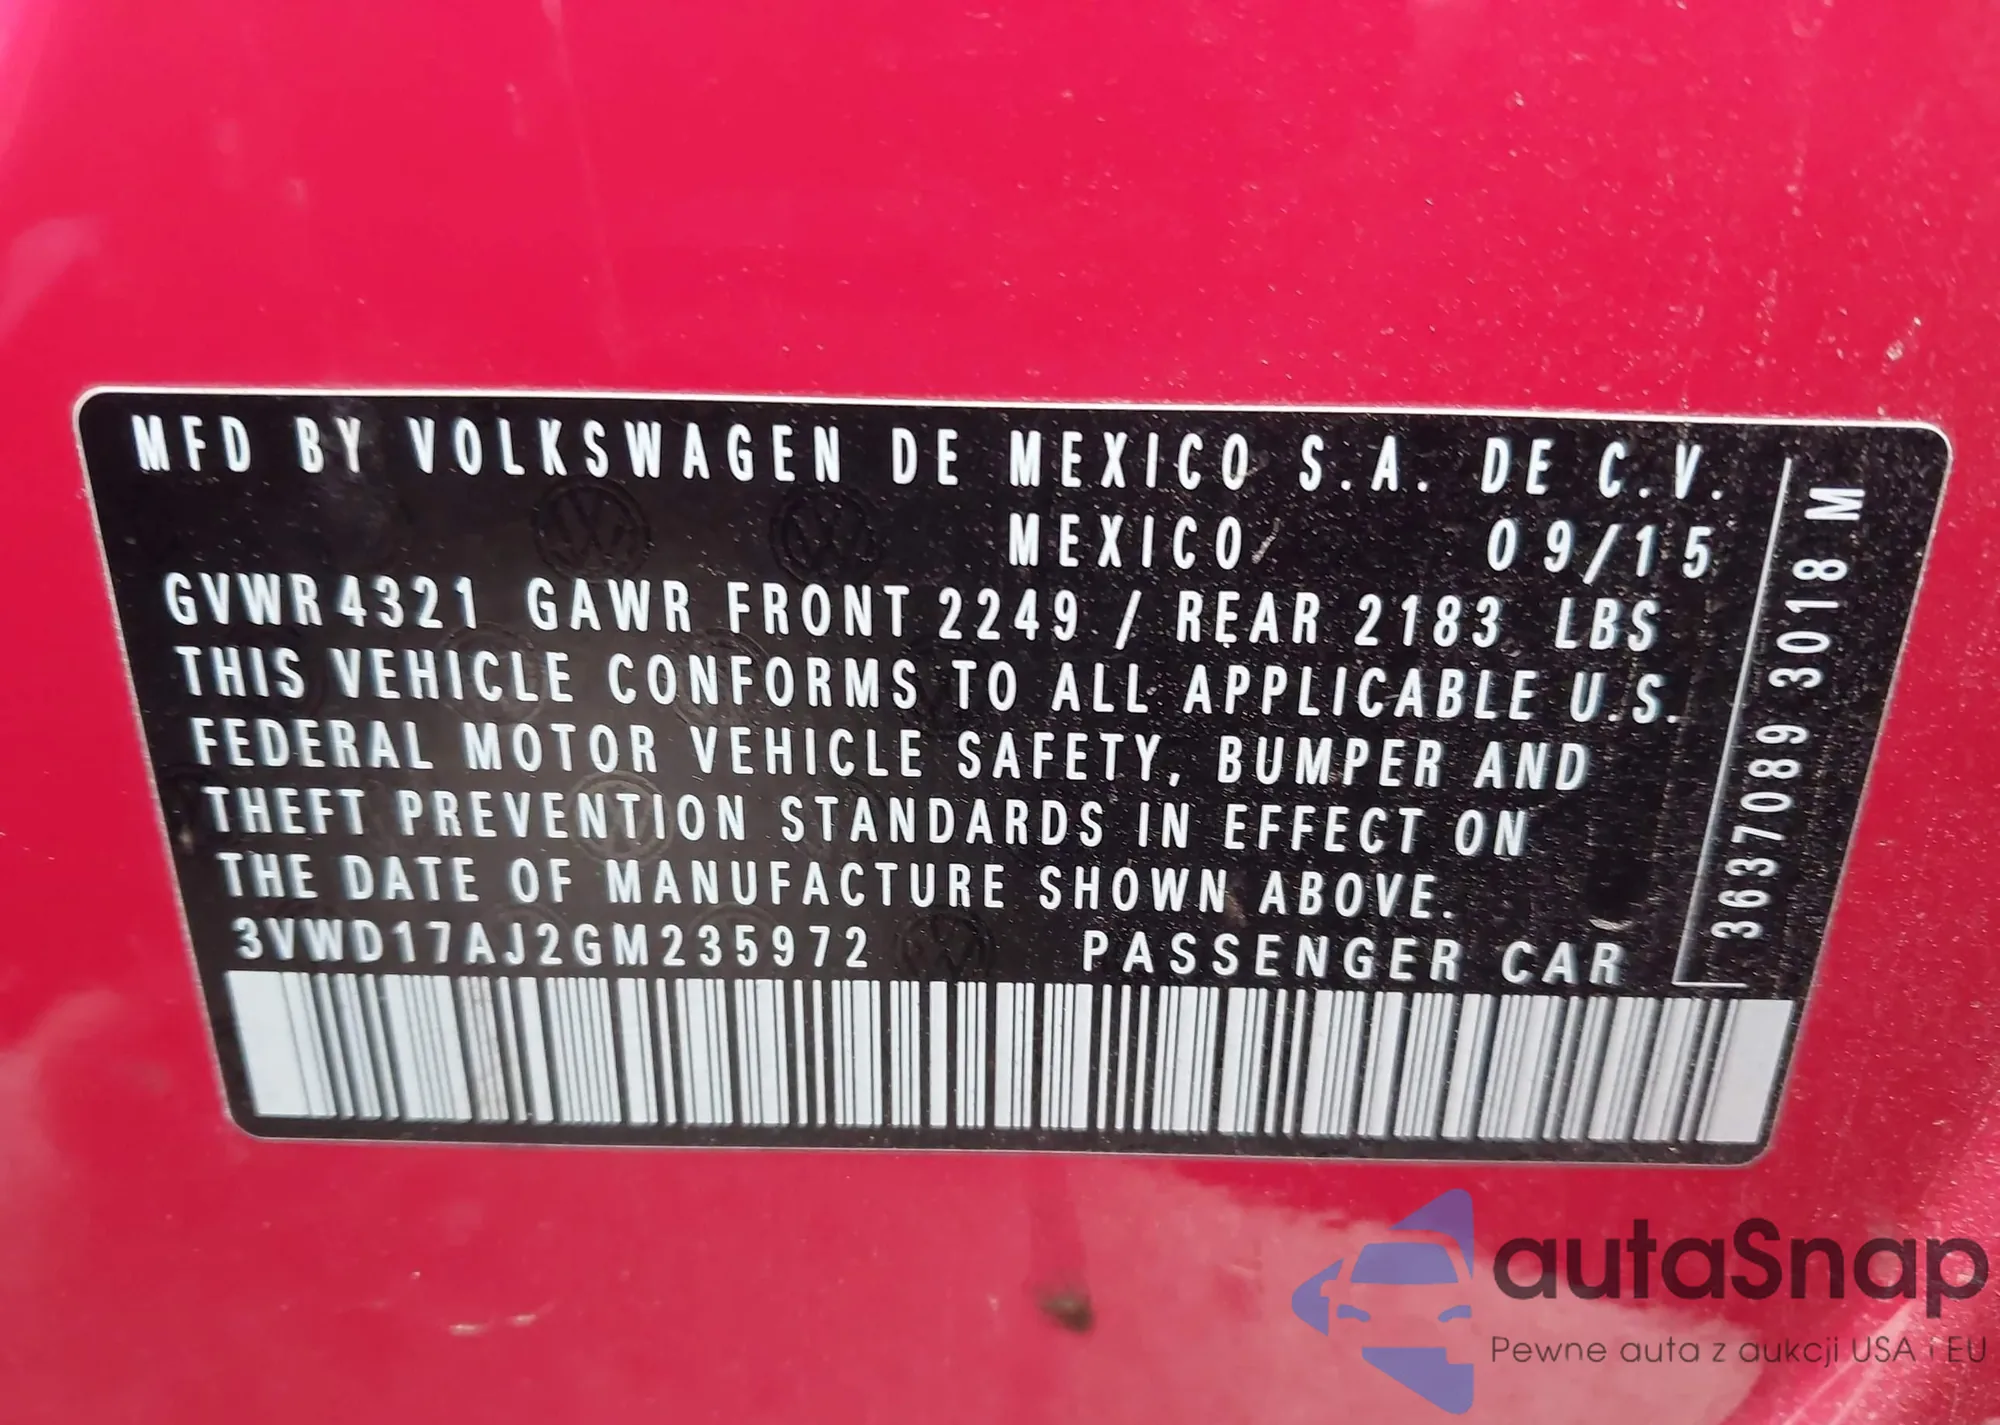 MFD BY VOLKSWAGEN DE MEXICO S.A. DE C.V.
MEXICO 09/15
GVWR 4321 GAWR FRONT 2249 / REAR 2183 LBS
THIS VEHICLE CONFORMS TO ALL APPLICABLE U.S.
FEDERAL MOTOR VEHICLE SAFETY, BUMPER AND
THEFT PREVENTION STANDARDS IN EFFECT ON
THE DATE OF MANUFACTURE SHOWN ABOVE.
3VWD17AJ2GM235972 PASSENGER CAR
3637089 3018 M
autaSnap
Pewne auta z aukcji USA i EU